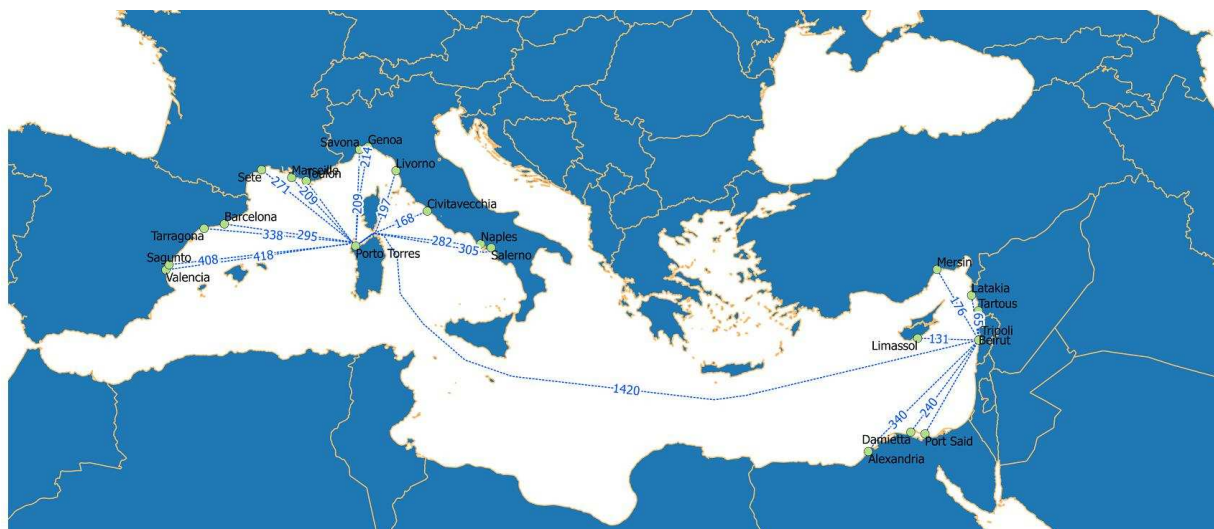 Savona
Genoa
214
Livorno
Sete
Marseille
Toulon
271
209
209
197
Civitavecchia
168
Barcelona
Tarragona
338
295
282
305
Naples
Salerno
Porto Torres
Sagunto
408
418
Valencia
Mersin
176
Latakia
Tartous
65
Tripoli
Beirut
Limassol
131
1420
340
240
Damietta
Port Said
Alexandria